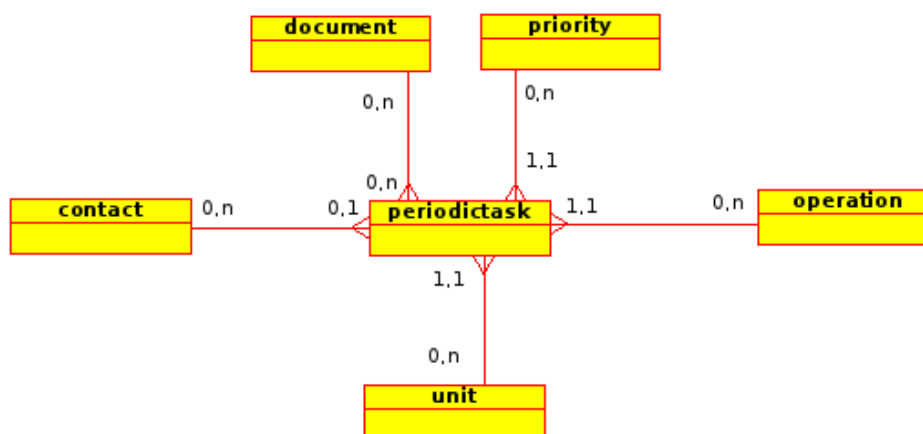 document
priority
0,n
0,n
0,n
1,1
contact
0,n
0,1
periodictask
1,1
0,n
operation
1,1
0,n
unit